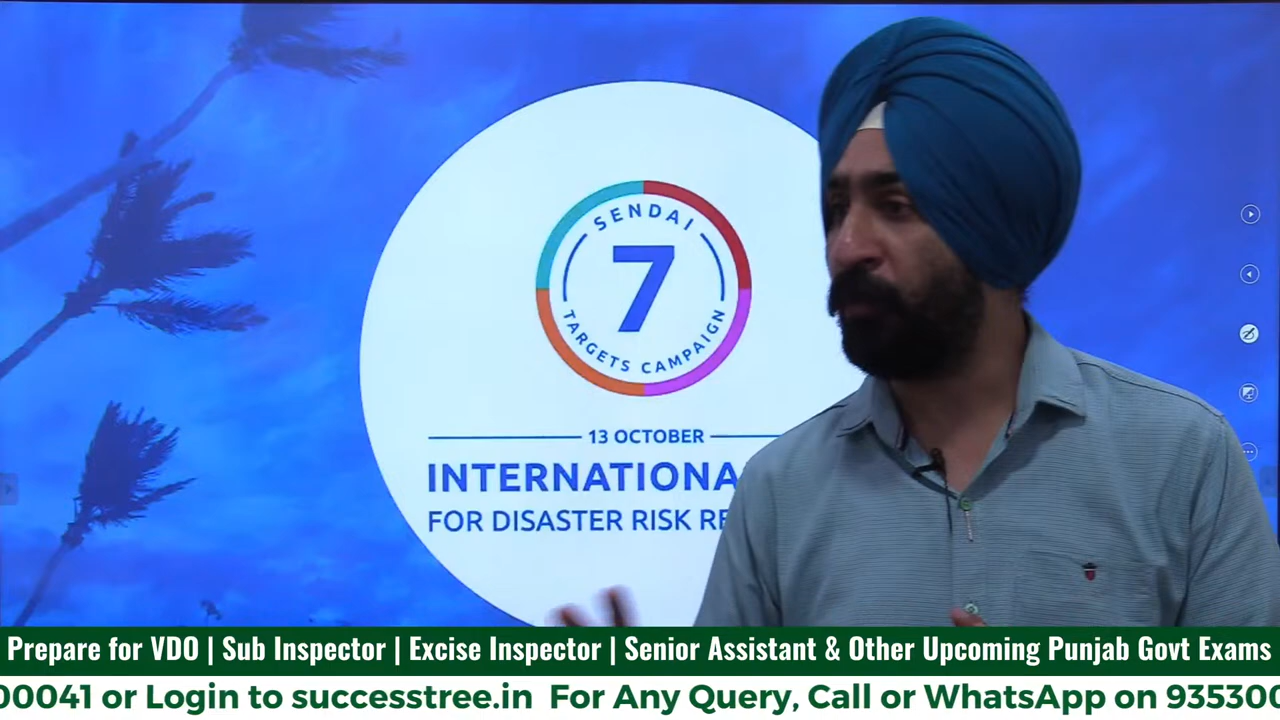 SENDAI
7
TARGETS CAMPAIGN
13 OCTOBER
INTERNATIONA
FOR DISASTER RISK RE
Prepare for VDO | Sub Inspector | Excise Inspector | Senior Assistant & Other Upcoming Punjab Govt Exams
00041 or Login to successtree.in For Any Query, Call or WhatsApp on 935300